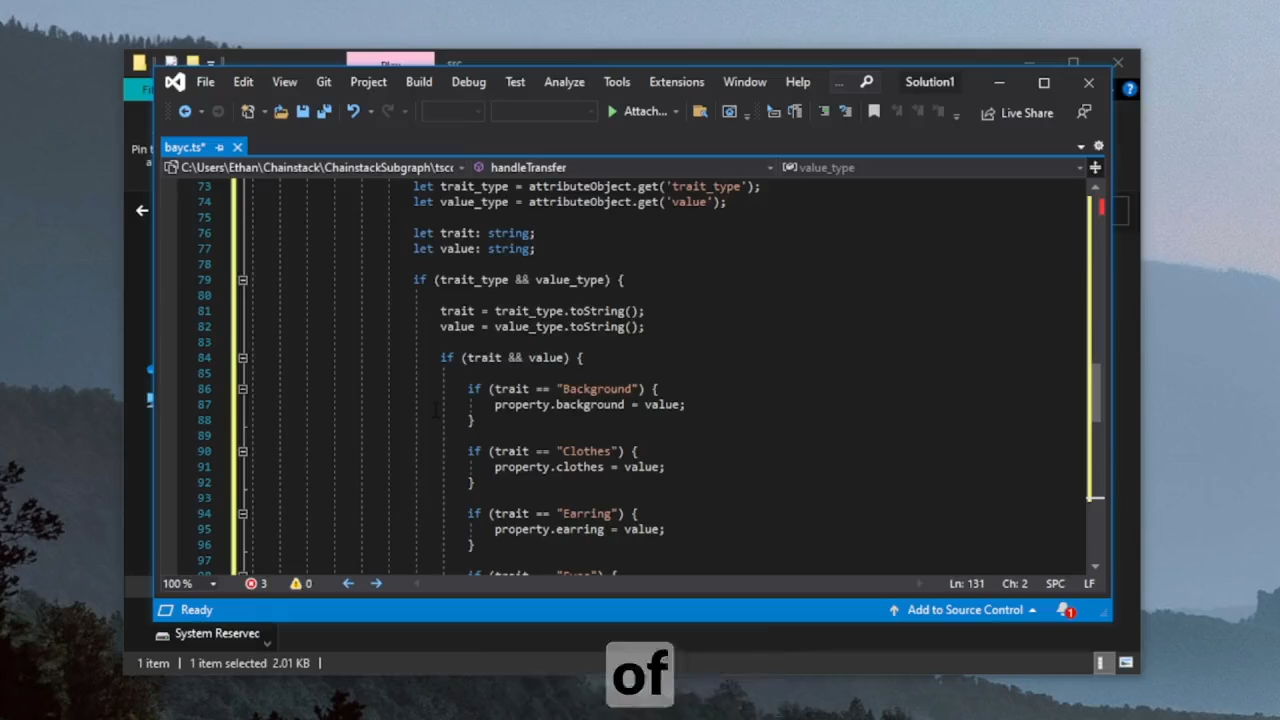 File Edit View Git Project Build Debug Test Analyze Tools Extensions Window Help ... Solution1
Attach... Live Share
bayc.ts*
Pin t
C:\Users\Ethan\Chainstack\ChainstackSubgraph\tscc handleTransfer value_type
73 let trait_type = attributeObject.get('trait_type');
74 let value_type = attributeObject.get('value');
75
76 let trait: string;
77 let value: string;
78
79 if (trait_type && value_type) {
80
81 trait = trait_type.toString();
82 value = value_type.toString();
83
84 if (trait && value) {
85
86 if (trait == "Background") {
87 property.background = value;
88 }
89
90 if (trait == "Clothes") {
91 property.clothes = value;
92 }
93
94 if (trait == "Earring") {
95 property.earring = value;
96 }
97
100 % 3 0 Ln: 131 Ch: 2 SPC LF
Ready Add to Source Control 1
System Reservec
1 item 1 item selected 2.01 KB
of